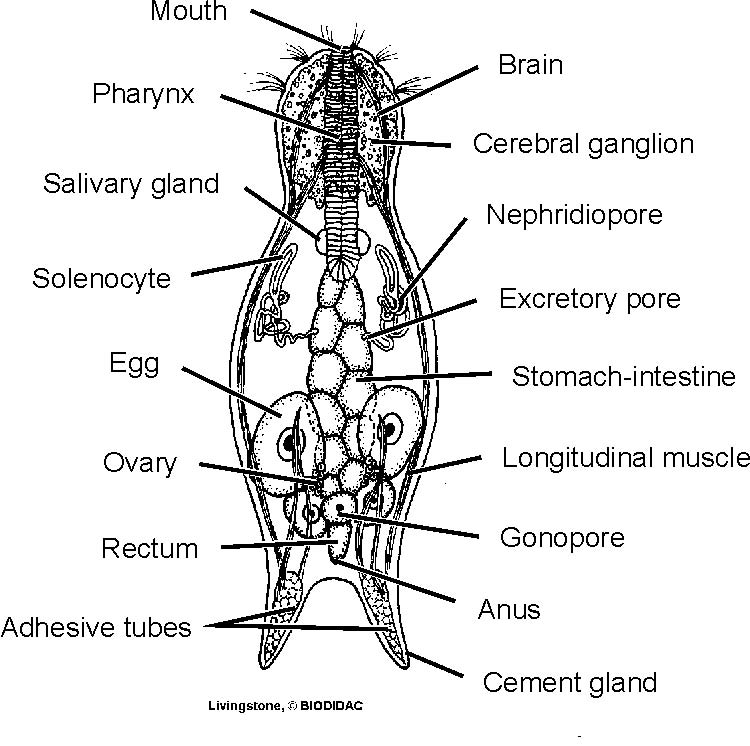 Mouth
Brain
Pharynx
Cerebral ganglion
Salivary gland
Nephridiopore
Solenocyte
Excretory pore
Egg
Stomach-intestine
Ovary
Longitudinal muscle
Rectum
Gonopore
Anus
Adhesive tubes
Cement gland
Livingstone, © BIODIDAC